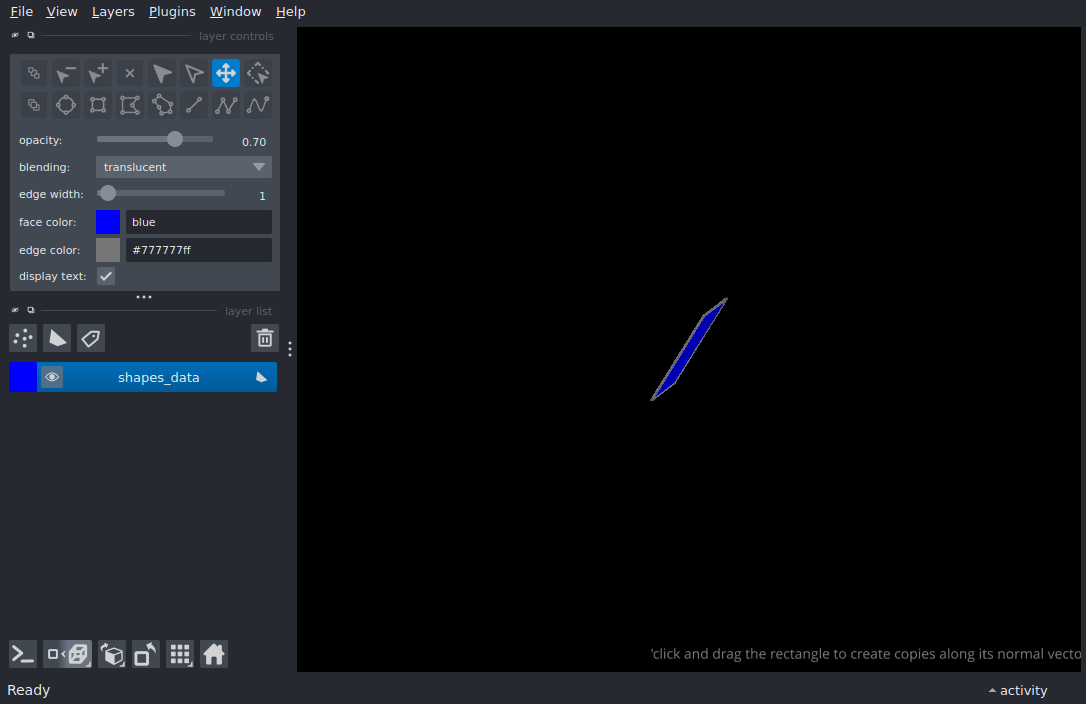 File View Layers Plugins Window Help
layer controls
opacity: 0.70
blending: translucent
edge width: 1
face color: blue
edge color: #777777ff
display text:
layer list
shapes_data
'click and drag the rectangle to create copies along its normal vecto
Ready
activity